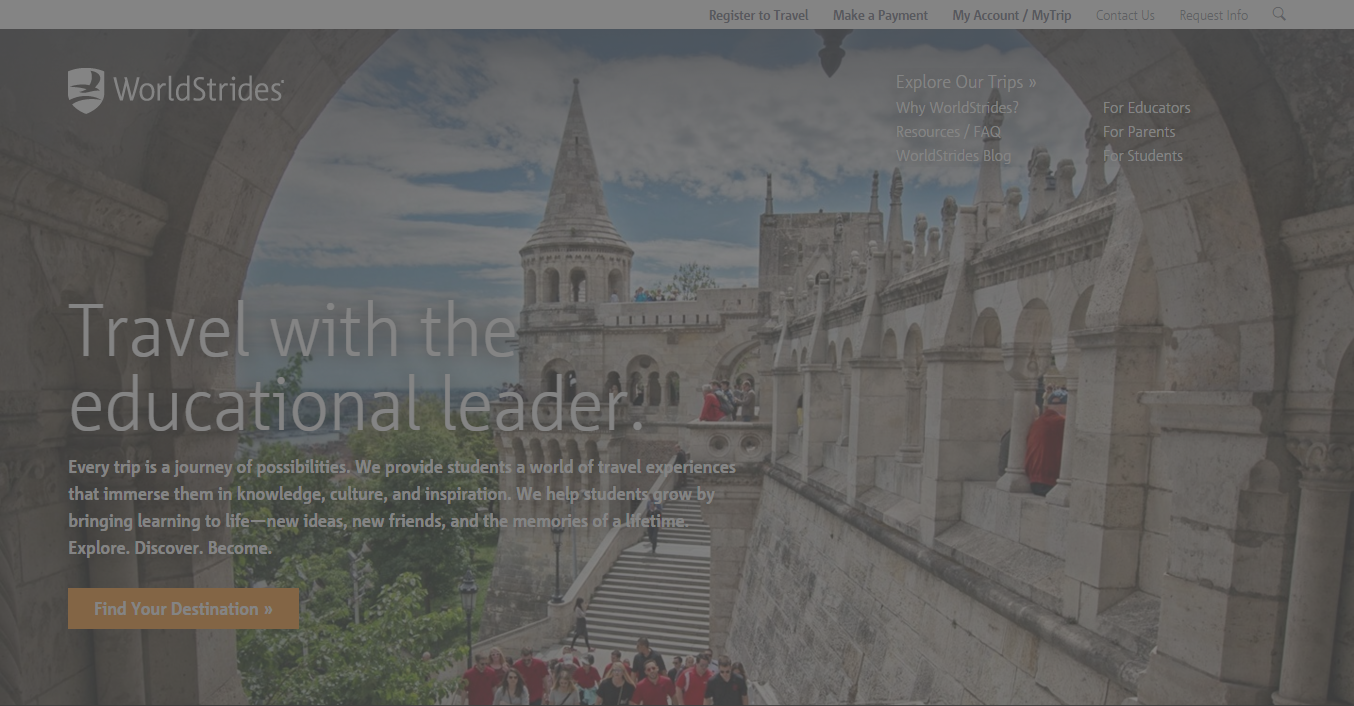 Register to Travel Make a Payment My Account / MyTrip Contact Us Request Info
WorldStrides
Explore Our Trips »
Why WorldStrides? For Educators
Resources / FAQ For Parents
WorldStrides Blog For Students
Travel with the
educational leader.
Every trip is a journey of possibilities. We provide students a world of travel experiences
that immerse them in knowledge, culture, and inspiration. We help students grow by
bringing learning to life—new ideas, new friends, and the memories of a lifetime.
Explore. Discover. Become.
Find Your Destination »